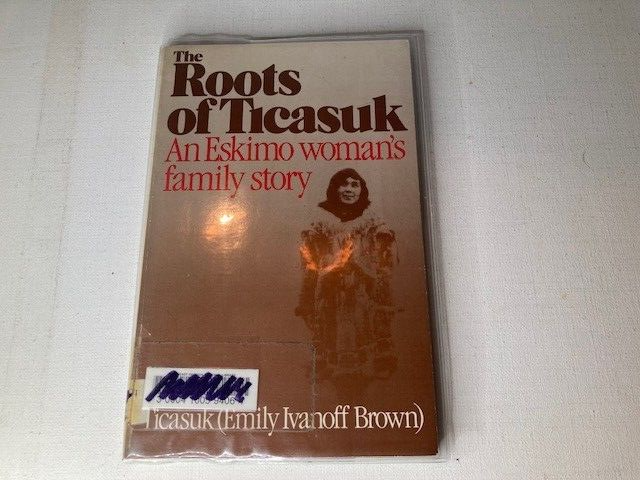 The
Roots
of Ticasuk
An Eskimo woman's
family story
Ticasuk (Emily Ivanoff Brown)